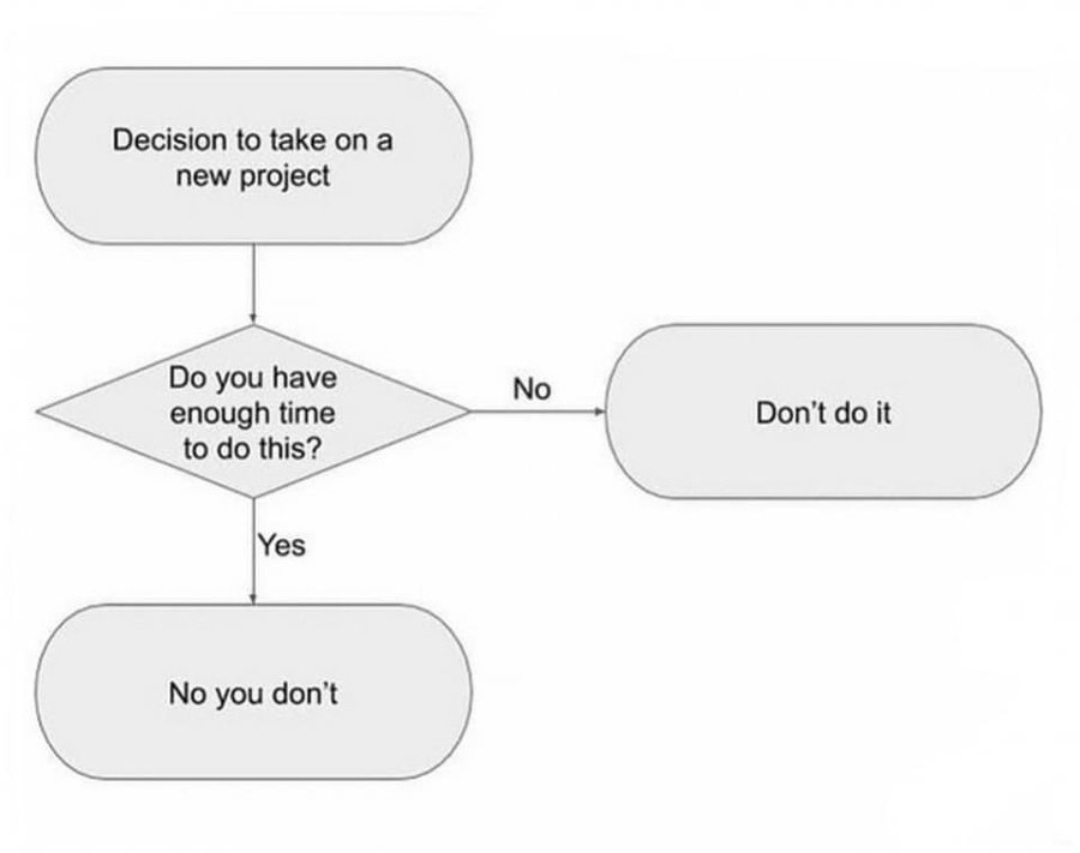 Decision to take on a
new project
Do you have
enough time
to do this?
No
Don't do it
Yes
No you don't